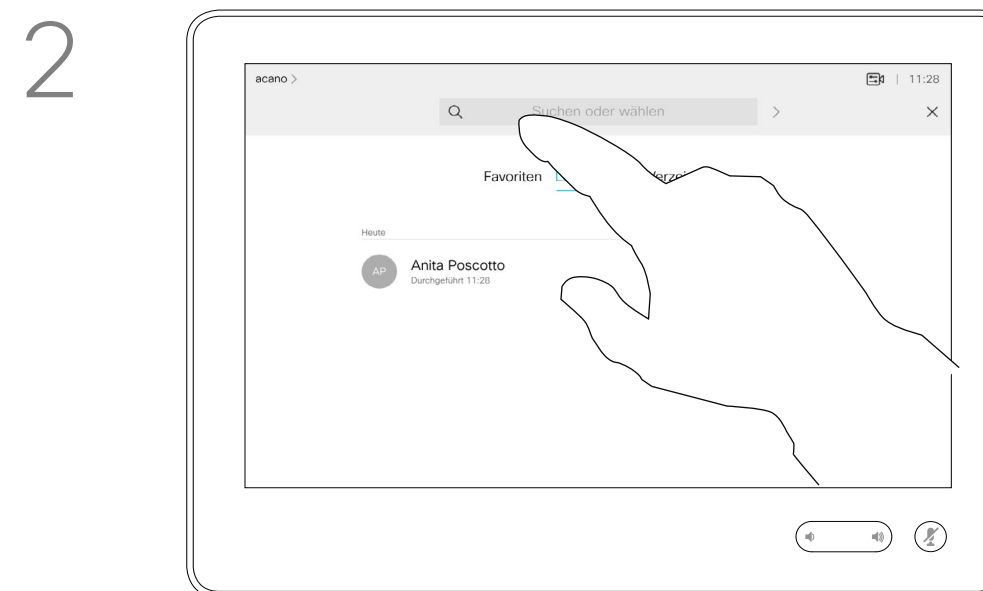 2
acano >
11:28
Suchen oder wählen
Favoriten
Heute
AP
Anita Poscotto
Durchgeführt 11:28